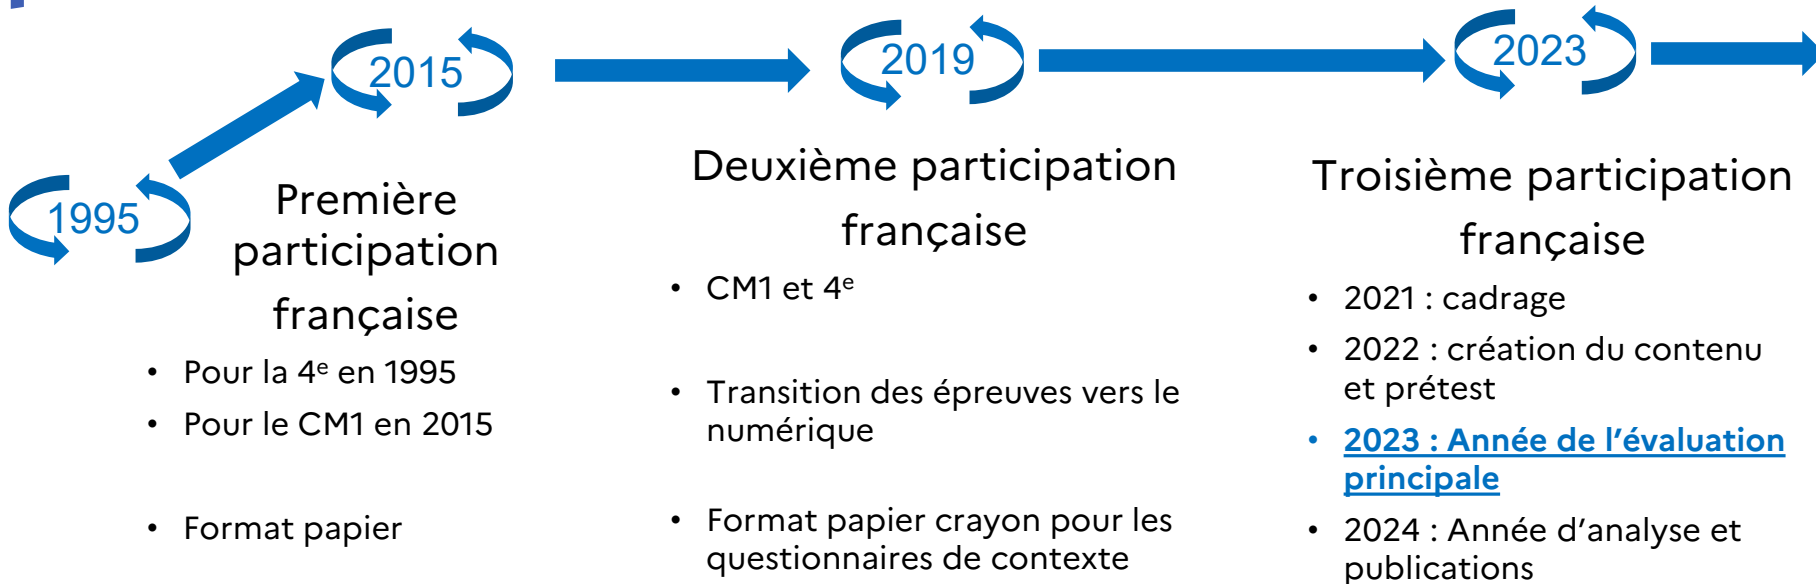 1995
2015
2019
2023
Première
participation
française
• Pour la 4e en 1995
• Pour le CM1 en 2015
• Format papier
Deuxième participation
française
• CM1 et 4e
• Transition des épreuves vers le
numérique
• Format papier crayon pour les
questionnaires de contexte
Troisième participation
française
• 2021 : cadrage
• 2022 : création du contenu
et prétest
• 2023 : Année de l’évaluation
principale
• 2024 : Année d’analyse et
publications